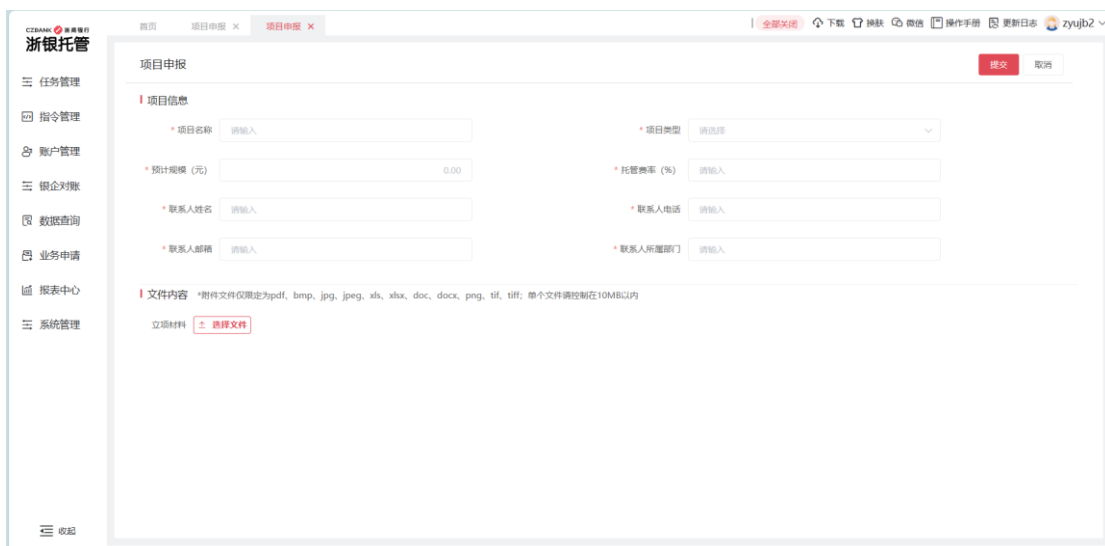 CZBANK 浙商银行
浙银托管
首页 项目申报 × 项目申报 ×
全部关闭 下载 换肤 微信 操作手册 更新日志 zyujb2
任务管理
指令管理
账户管理
银企对账
数据查询
业务申请
报表中心
系统管理
收起
项目申报 提交 取消
项目信息
* 项目名称 请输入 * 项目类型 请选择
* 预计规模（元） 0.00 * 托管费率（%） 请输入
* 联系人姓名 请输入 * 联系人电话 请输入
* 联系人邮箱 请输入 * 联系人所属部门 请输入
文件内容 *附件文件仅限定为pdf、bmp、jpg、jpeg、xls、xlsx、doc、docx、png、tif、tiff; 单个文件请控制在10MB以内
立项材料 选择文件